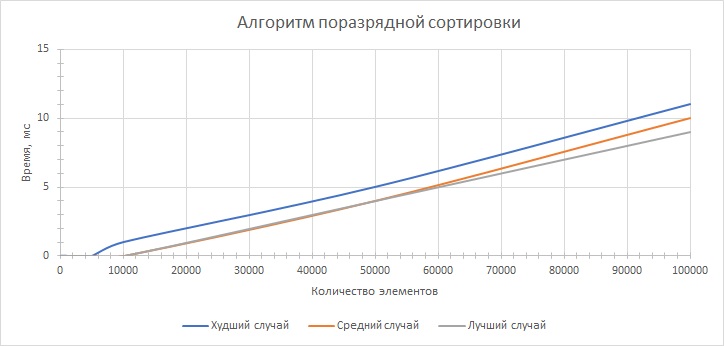 Алгоритм поразрядной сортировки
15
10
5
0
Время, мс
0 10000 20000 30000 40000 50000 60000 70000 80000 90000 100000
Количество элементов
Худший случай Средний случай Лучший случай